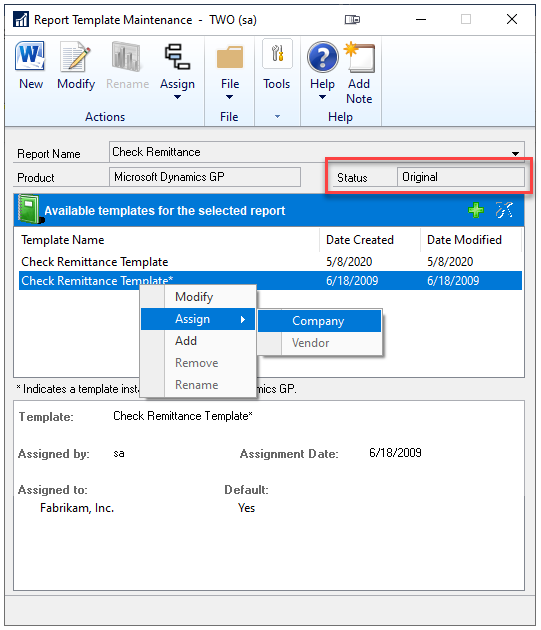 Report Template Maintenance - TWO (sa)
New Modify Rename Assign File Tools Help Add Note
Actions File Help
Report Name Check Remittance
Product Microsoft Dynamics GP Status Original
Available templates for the selected report
Template Name Date Created Date Modified
Check Remittance Template 5/8/2020 5/8/2020
Check Remittance Template* 6/18/2009 6/18/2009
Modify
Assign Company
Add Vendor
Remove
Rename
* Indicates a template insta amics GP.
Template: Check Remittance Template*
Assigned by: sa Assignment Date: 6/18/2009
Assigned to: Default:
Fabrikam, Inc. Yes